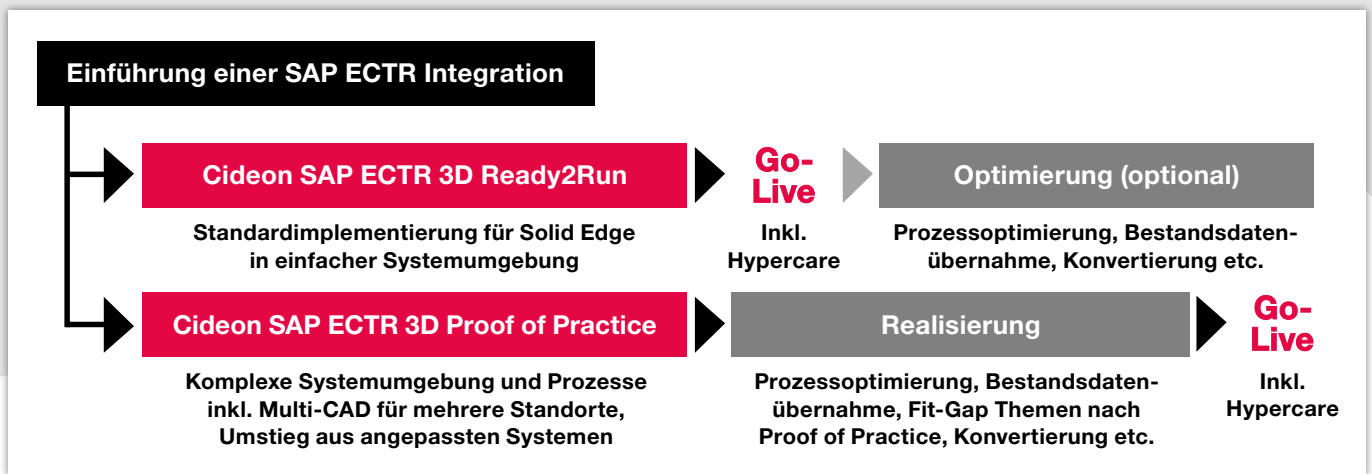 Einführung einer SAP ECTR Integration
Cideon SAP ECTR 3D Ready2Run
Go-
Live
Optimierung (optional)
Standardimplementierung für Solid Edge
in einfacher Systemumgebung
Inkl.
Hypercare
Prozessoptimierung, Bestandsdaten-
übernahme, Konvertierung etc.
Cideon SAP ECTR 3D Proof of Practice
Realisierung
Go-
Live
Komplexe Systemumgebung und Prozesse
inkl. Multi-CAD für mehrere Standorte,
Umstieg aus angepassten Systemen
Prozessoptimierung, Bestandsdaten-
übernahme, Fit-Gap Themen nach
Proof of Practice, Konvertierung etc.
Inkl.
Hypercare